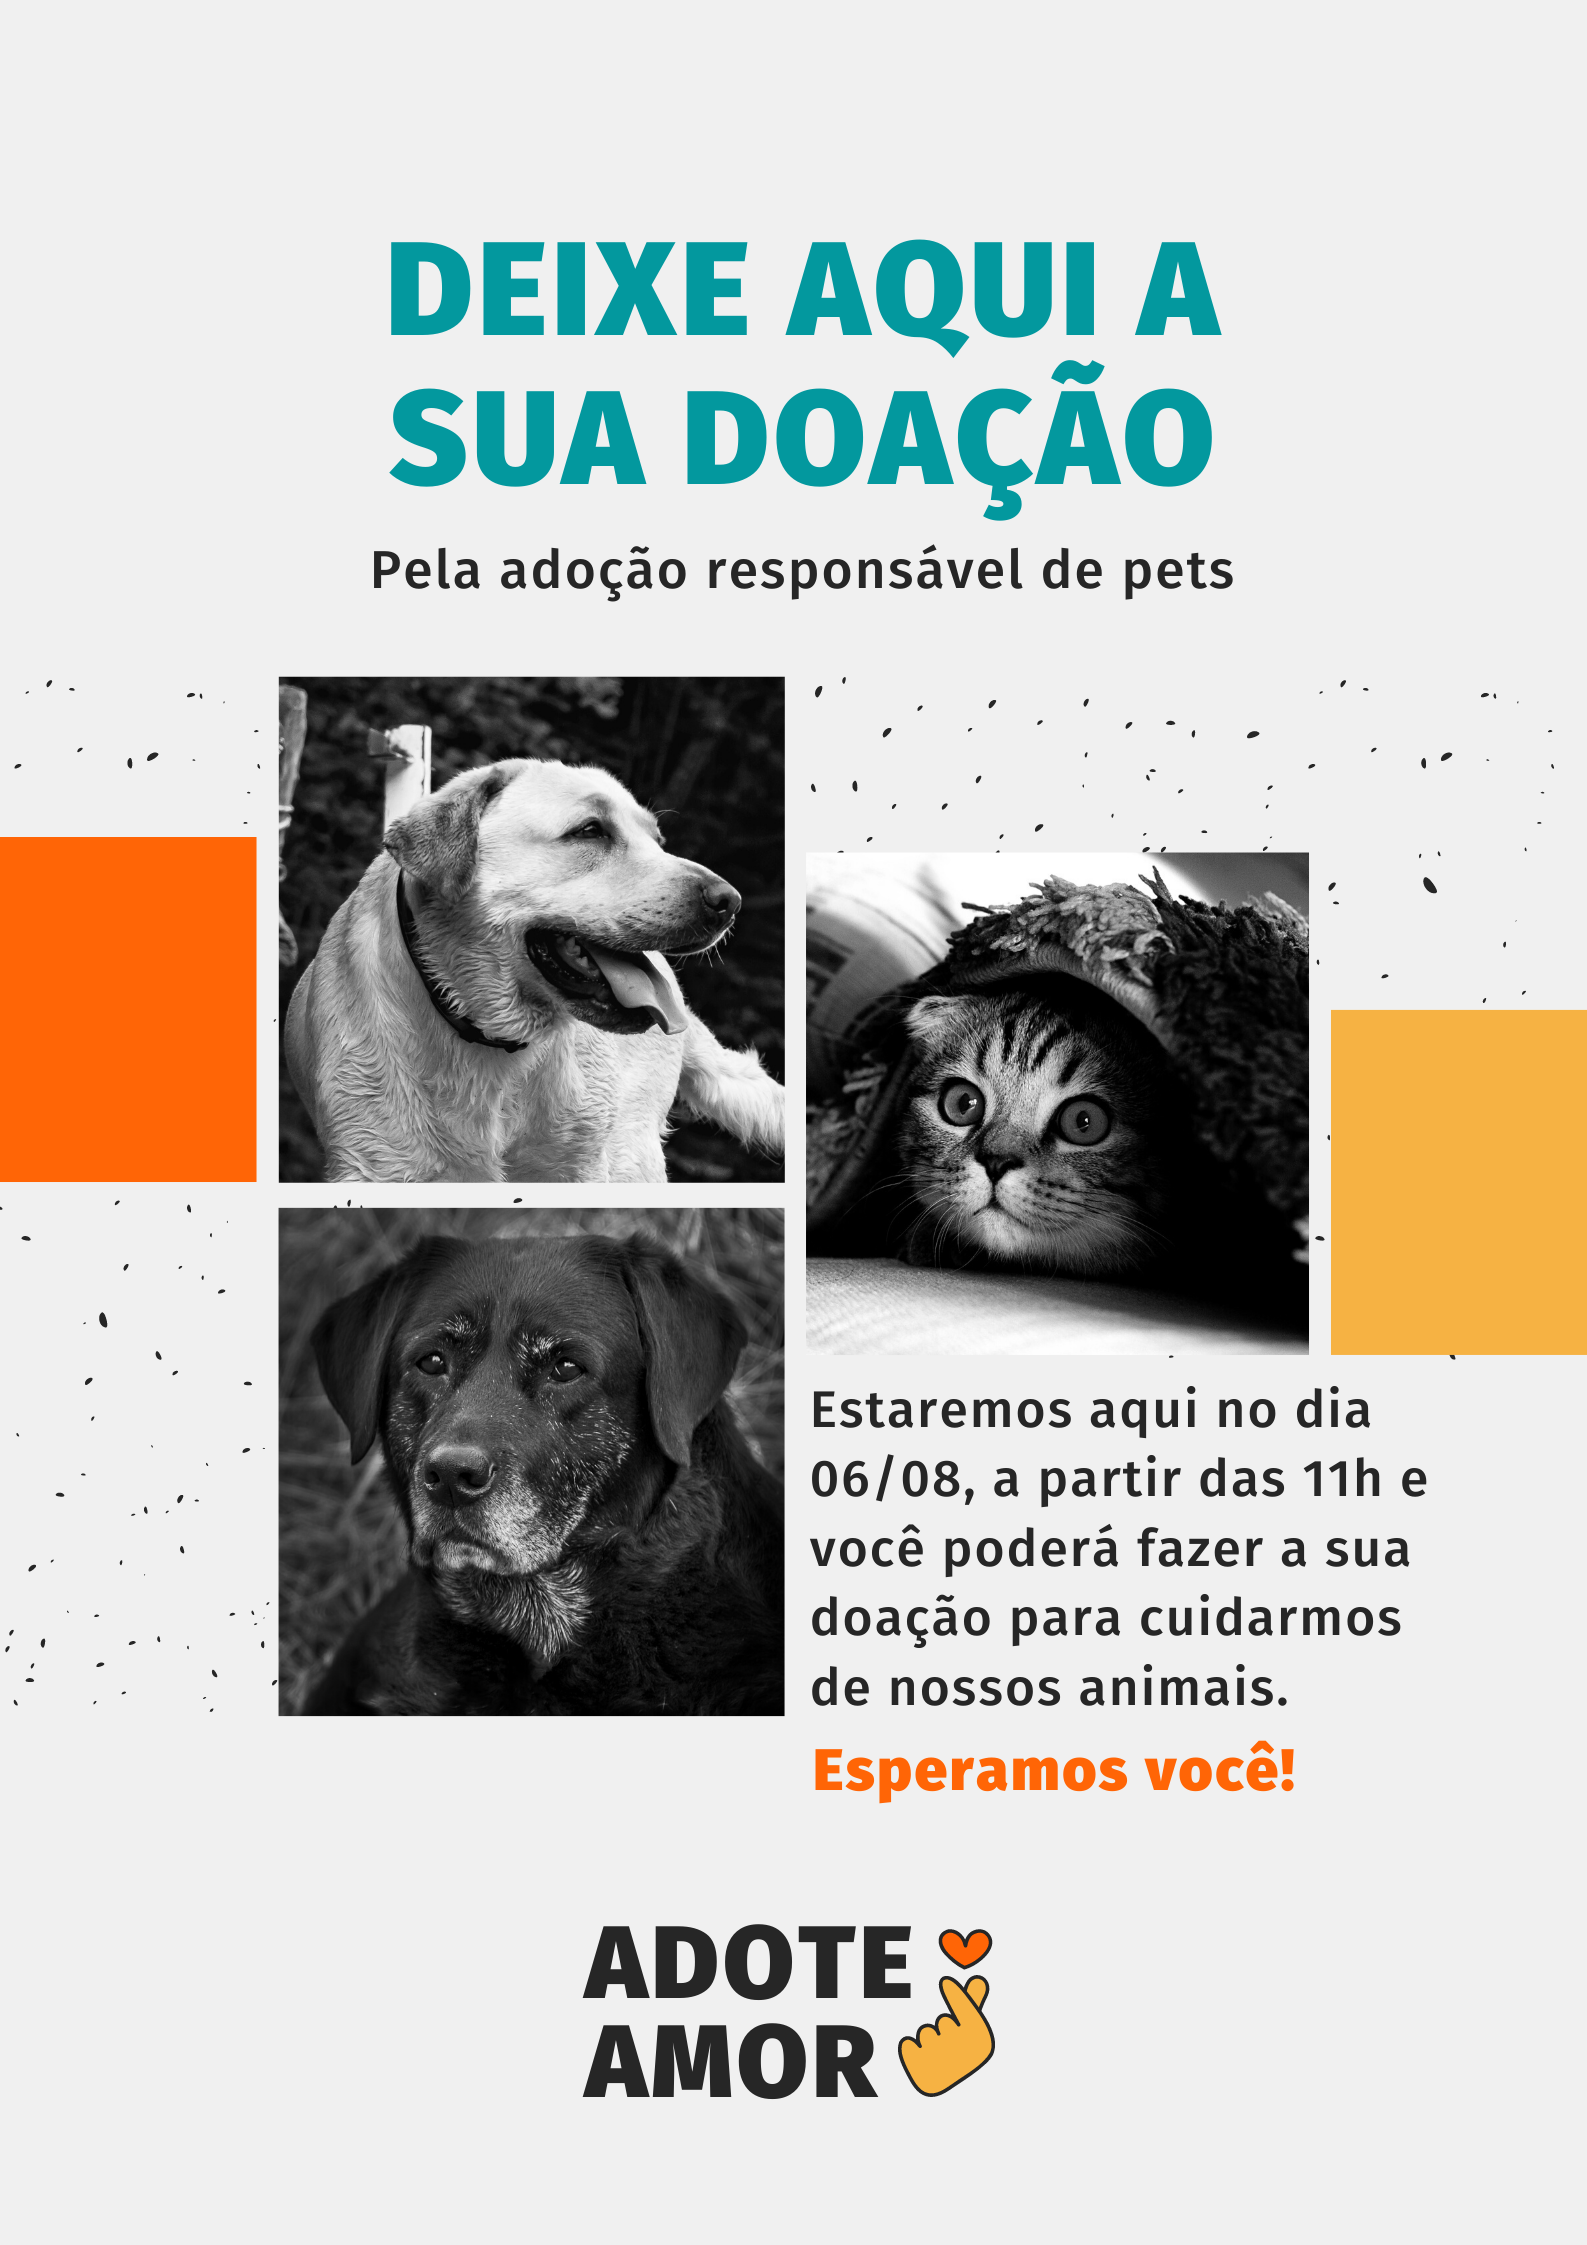 DEIXE AQUI A
SUA DOAÇÃO
Pela adoção responsável de pets
Estaremos aqui no dia
06/08, a partir das 11h e
você poderá fazer a sua
doação para cuidarmos
de nossos animais.
Esperamos você!
ADOTE
AMOR